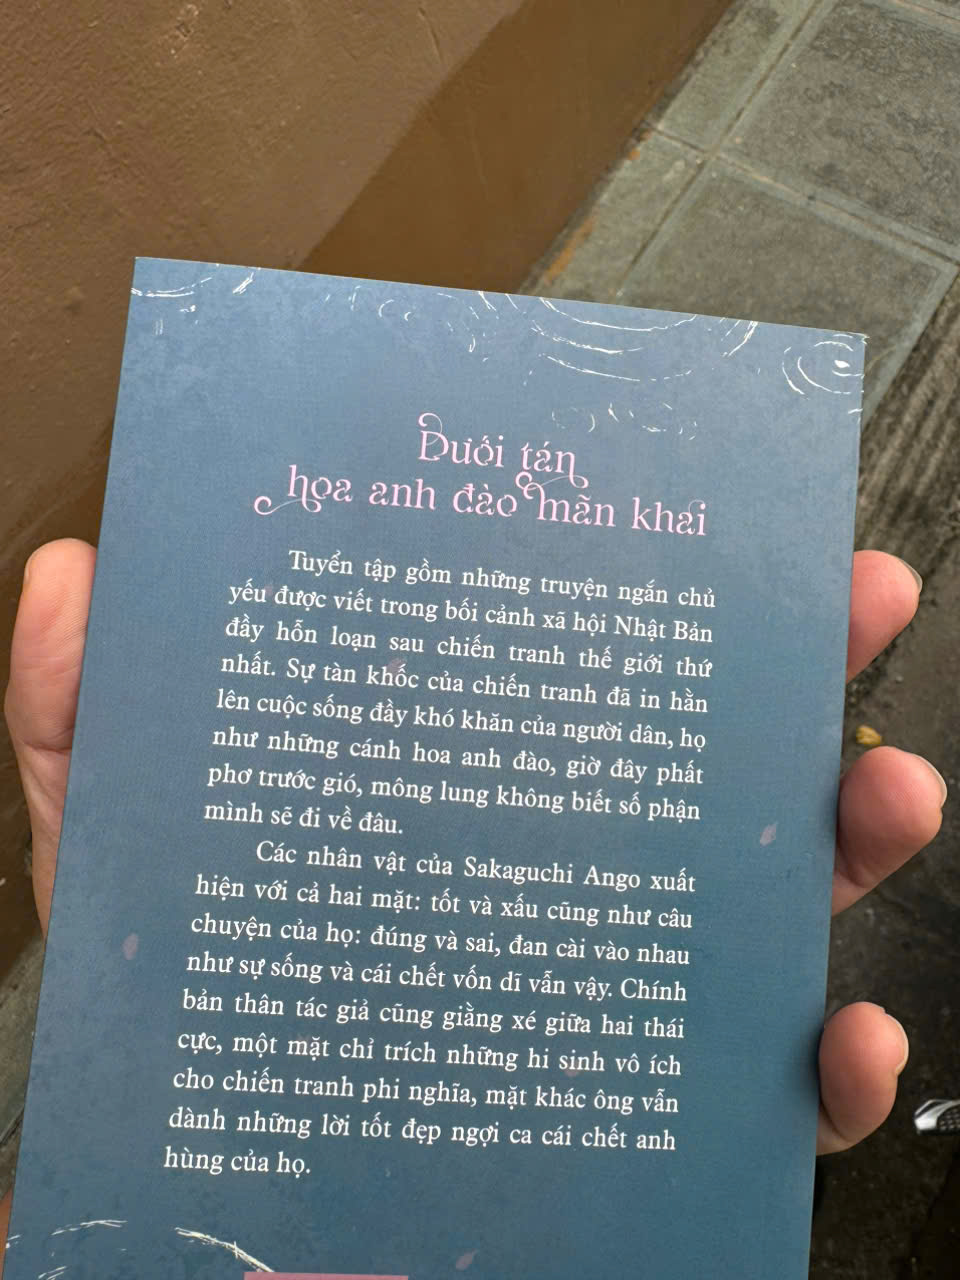 Dưới tán
hoa anh đào mãn khai
Tuyển tập gồm những truyện ngắn chủ
yếu được viết trong bối cảnh xã hội Nhật Bản
đầy hỗn loạn sau chiến tranh thế giới thứ
nhất. Sự tàn khốc của chiến tranh đã in hằn
lên cuộc sống đầy khó khăn của người dân, họ
như những cánh hoa anh đào, giờ đây phất
phơ trước gió, mông lung không biết số phận
mình sẽ đi về đâu.
Các nhân vật của Sakaguchi Ango xuất
hiện với cả hai mặt: tốt và xấu cũng như câu
chuyện của họ: đúng và sai, đan cài vào nhau
như sự sống và cái chết vốn dĩ vẫn vậy. Chính
bản thân tác giả cũng giằng xé giữa hai thái
cực, một mặt chỉ trích những hi sinh vô ích
cho chiến tranh phi nghĩa, mặt khác ông vẫn
dành những lời tốt đẹp ngợi ca cái chết anh
hùng của họ.